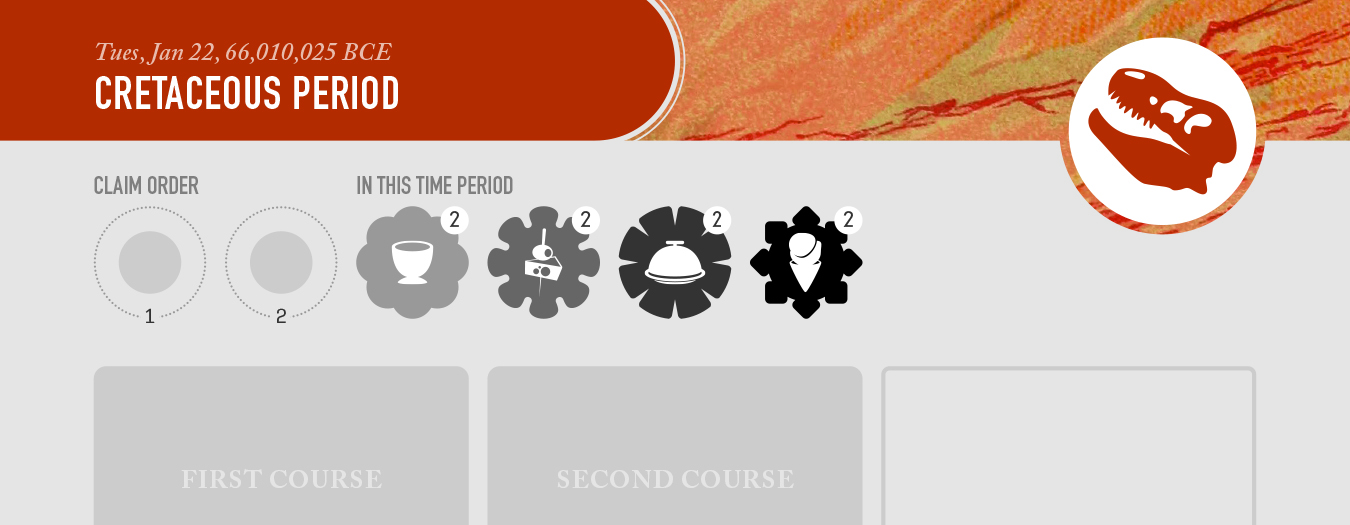 Tues, Jan 22, 66,010,025 BCE
CRETACEOUS PERIOD
CLAIM ORDER
IN THIS TIME PERIOD
2
2
2
2
1
2
FIRST COURSE
SECOND COURSE